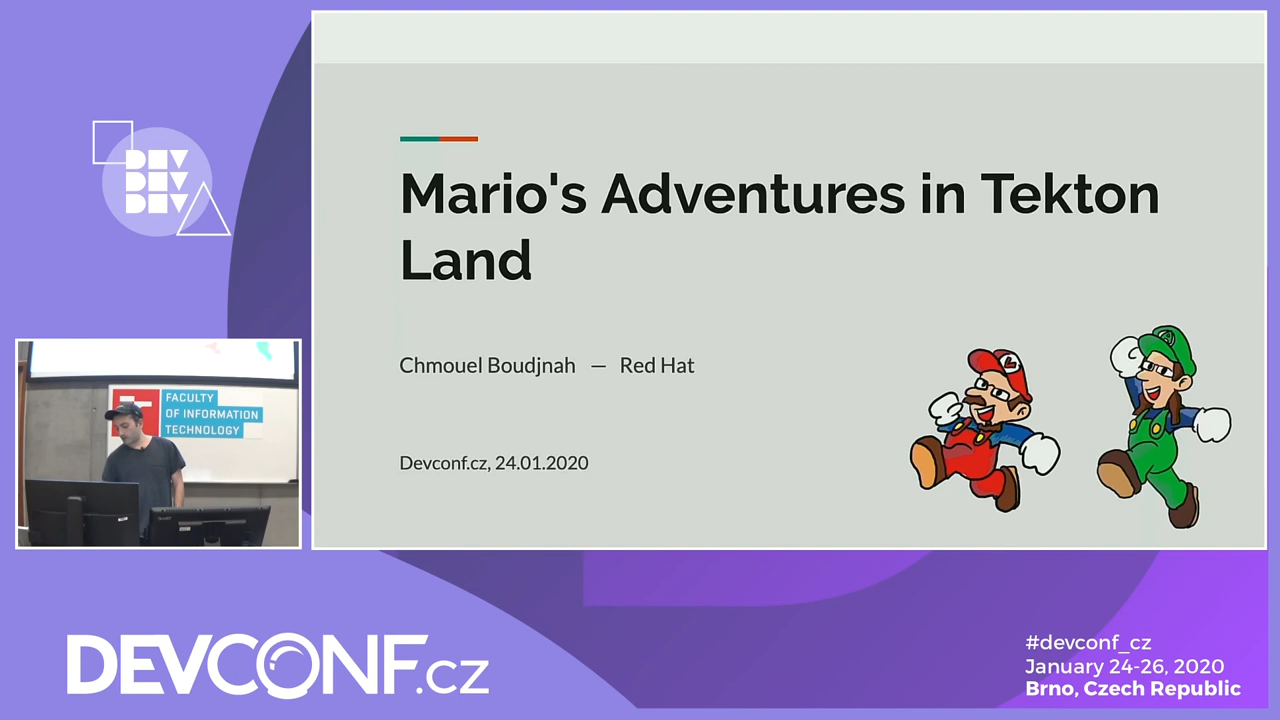 DEV
DEV
DEV
Mario's Adventures in Tekton
Land
Chmouel Boudjnah — Red Hat
Devconf.cz, 24.01.2020
FACULTY
OF INFORMATION
TECHNOLOGY
DEVCONF.cz
#devconf_cz
January 24-26, 2020
Brno, Czech Republic